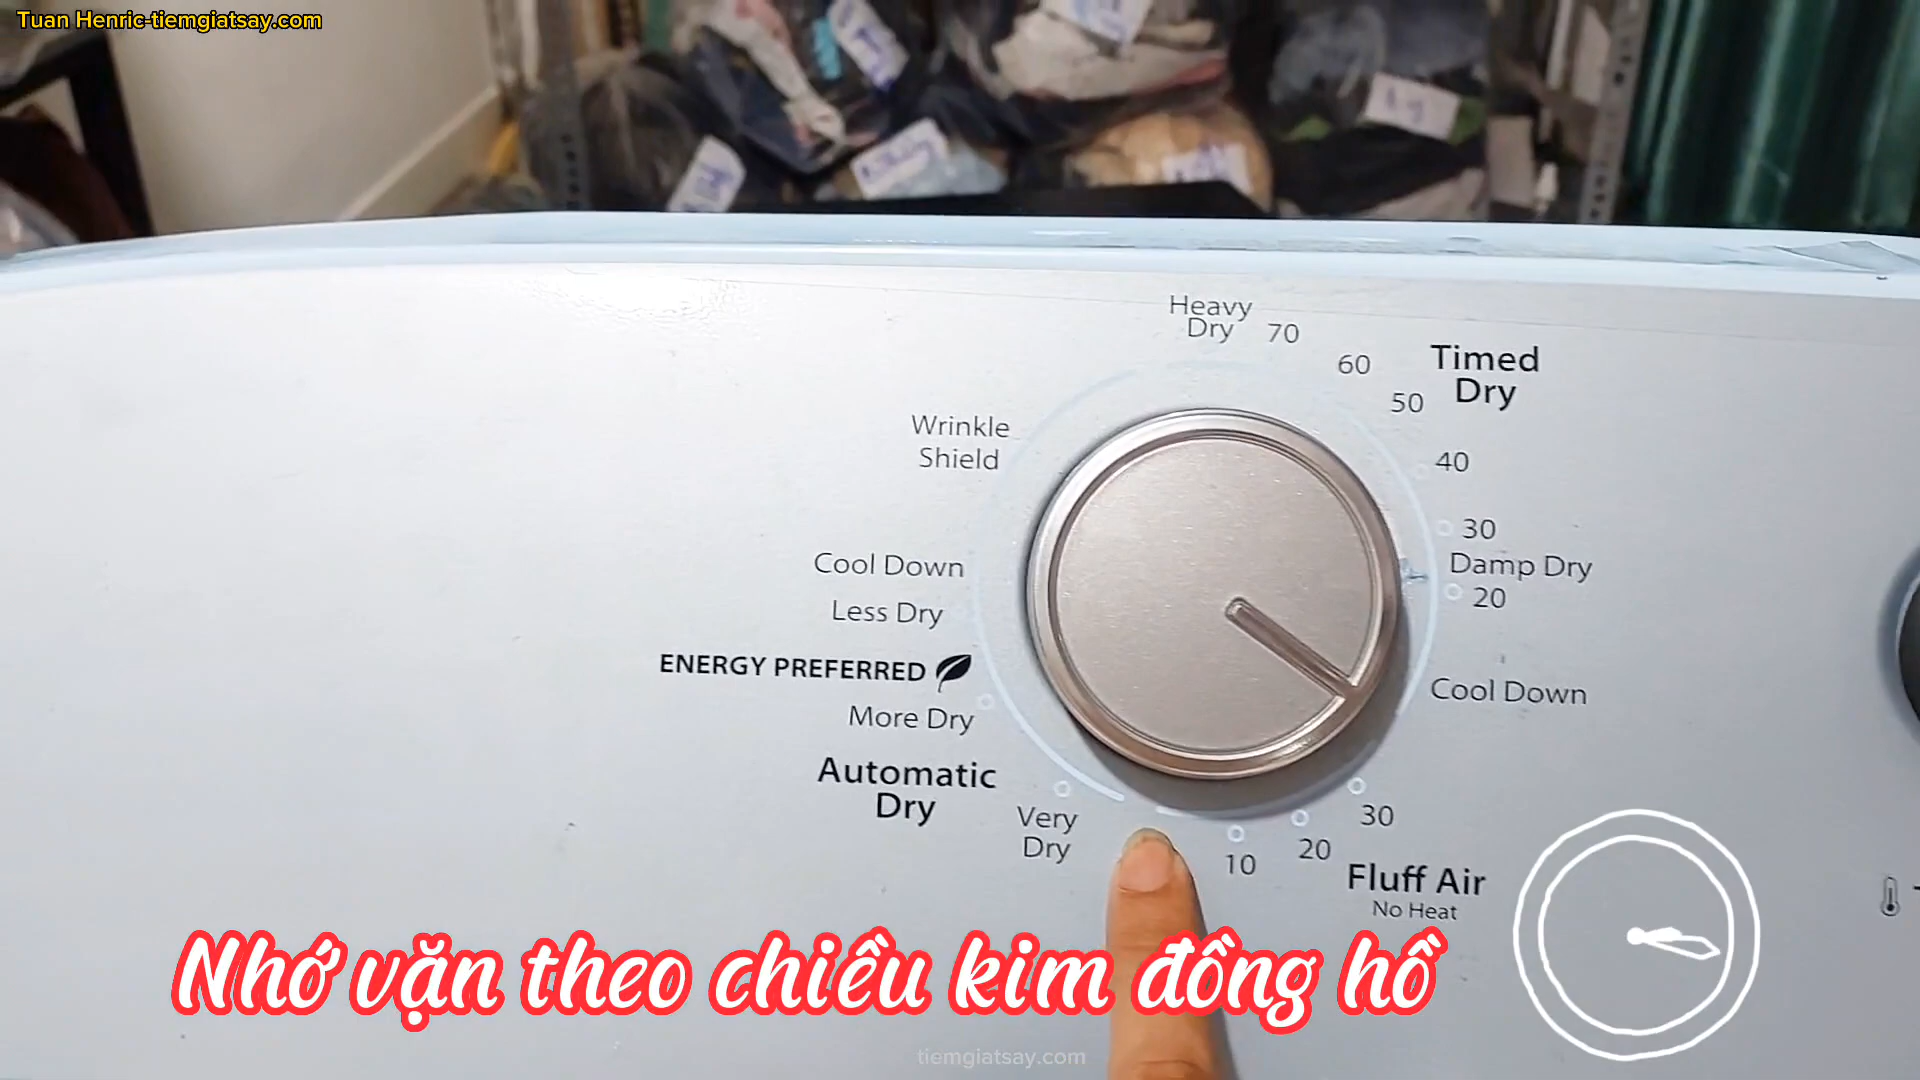 Tuan Henric-tiemgiatsay.com
Heavy
Dry
70
60
Timed
Dry
50
40
30
Damp Dry
20
Cool Down
Wrinkle
Shield
Cool Down
Less Dry
ENERGY PREFERRED
More Dry
Automatic
Dry
Very
Dry
10
20
30
Fluff Air
No Heat
Nhớ vặn theo chiều kim đồng hồ
tiemgiatsay.com